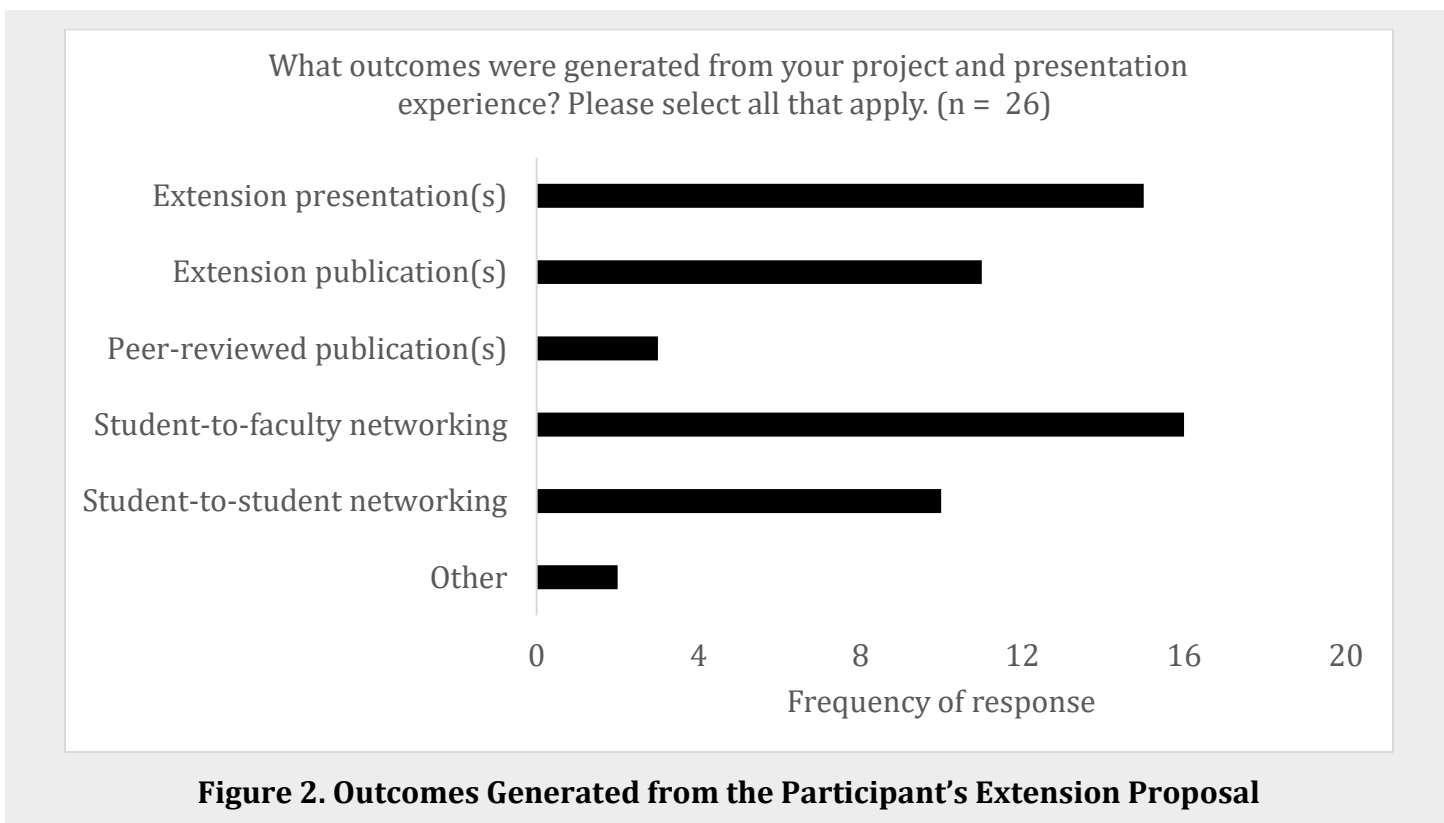 What outcomes were generated from your project and presentation
experience? Please select all that apply. (n =  26)
Extension presentation(s)
Extension publication(s)
Peer-reviewed publication(s)
Student-to-faculty networking
Student-to-student networking
Other
0 4 8 12 16 20
Frequency of response
Figure 2. Outcomes Generated from the Participant’s Extension Proposal